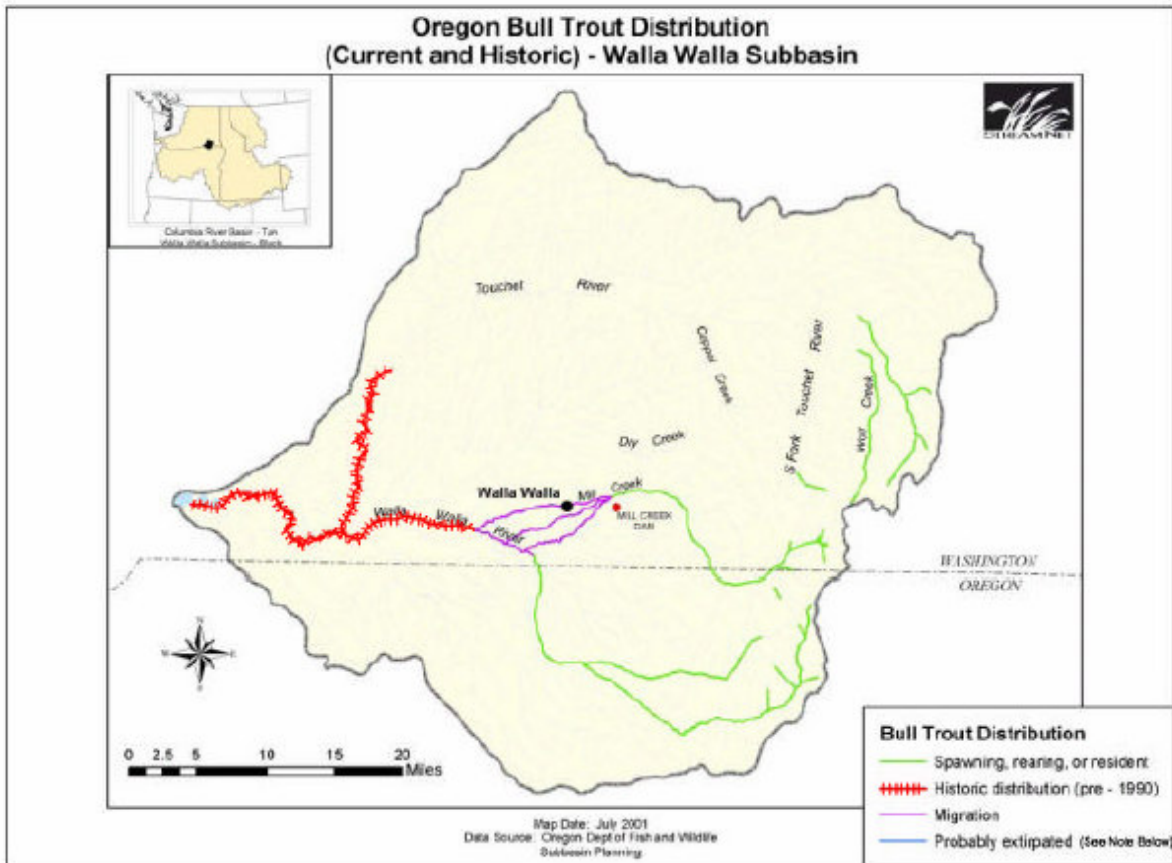 Oregon Bull Trout Distribution
(Current and Historic) - Walla Walla Subbasin
STREAMNET
Columbia River Basin - Tan
Walla Walla Subbasin - Black
Touchet River
Coppei Creek
S Fork Touchet River
Wolf Creek
Dry Creek
Walla Walla
Mill Creek
MILL CREEK
DAM
Walla Walla River
WASHINGTON
OREGON
N
W
E
S
0 2.5 5 10 15 20
Miles
Bull Trout Distribution
Spawning, rearing, or resident
Historic distribution (pre - 1990)
Migration
Probably extirpated (See Note Below)
Map Date: July 2001
Data Source: Oregon Dept of Fish and Wildlife
Subbasin Planning